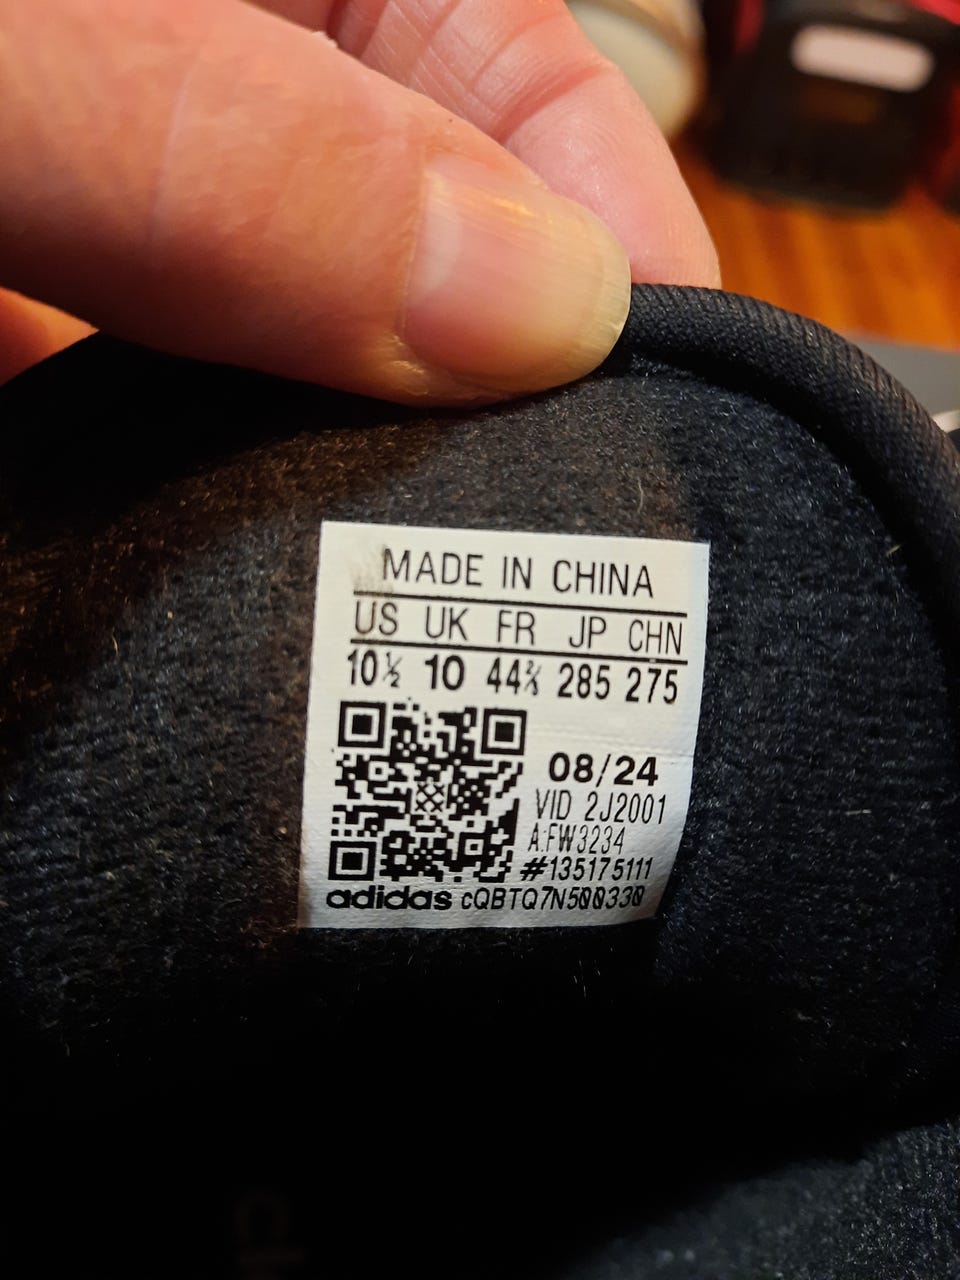 MADE IN CHINA
US UK FR JP CHN
10½ 10 44⅔ 285 275
08/24
VID 2J2001
A:FW3234
#135175111
adidas cQBTQ7N500330